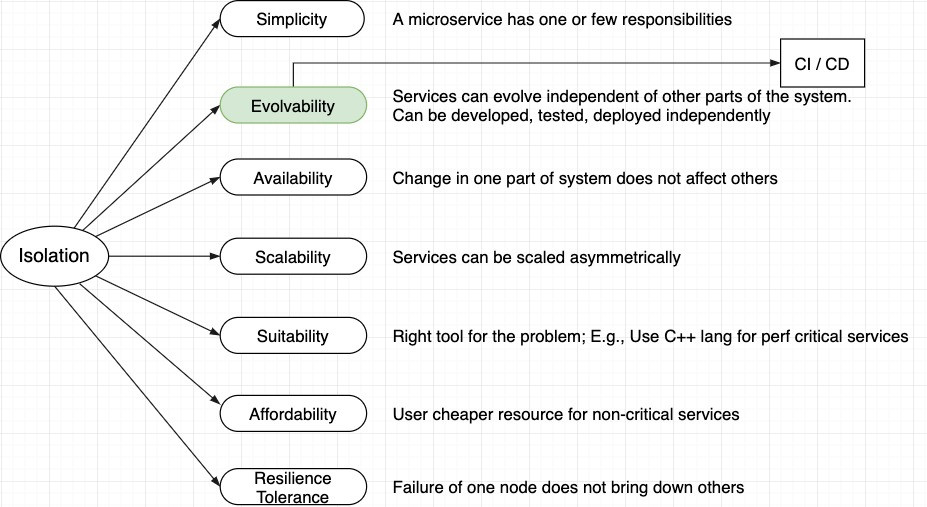 Simplicity
A microservice has one or few responsibilities
CI / CD
Evolvability
Services can evolve independent of other parts of the system.
Can be developed, tested, deployed independently
Availability
Change in one part of system does not affect others
Isolation
Scalability
Services can be scaled asymmetrically
Suitability
Right tool for the problem; E.g., Use C++ lang for perf critical services
Affordability
User cheaper resource for non-critical services
Resilience
Tolerance
Failure of one node does not bring down others